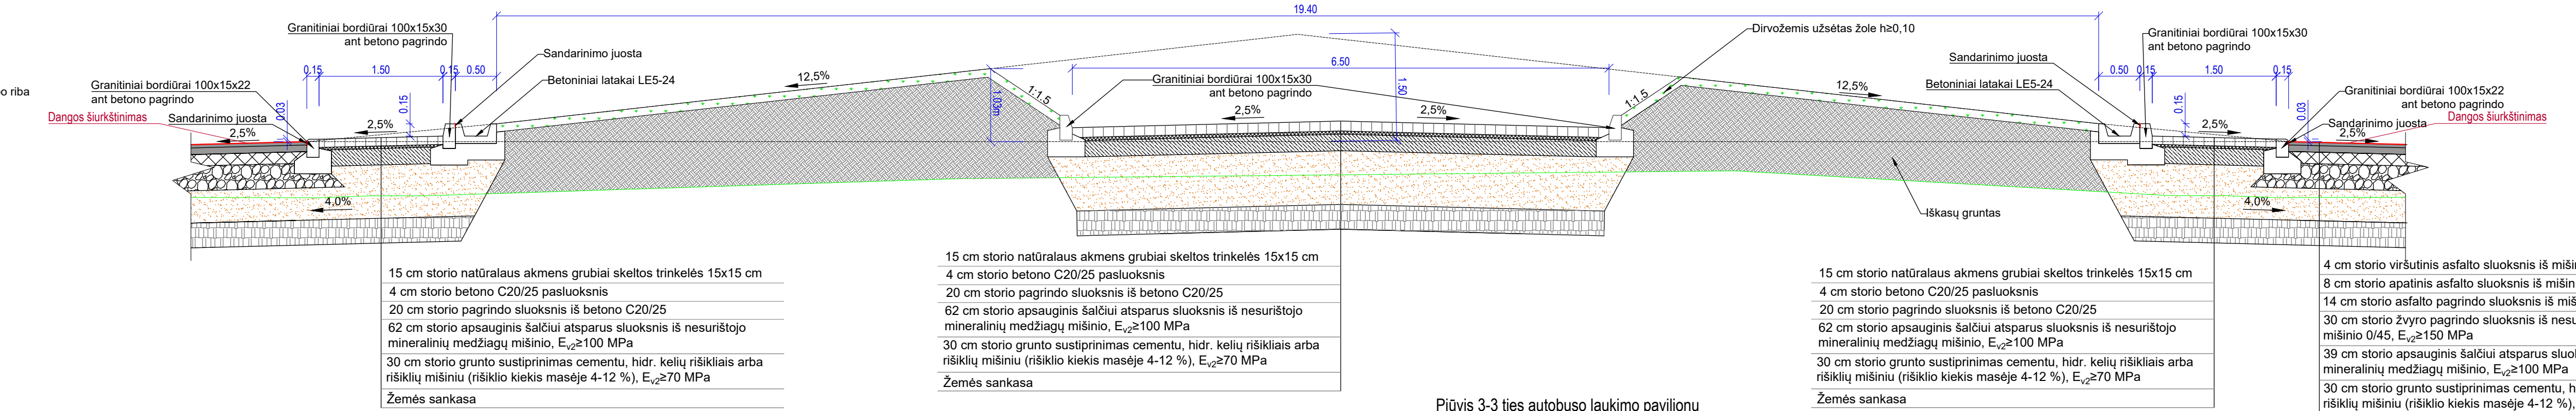 19.40
Granitiniai bordiūrai 100x15x30
ant betono pagrindo
Sandarinimo juosta
Betoniniai latakai LE5-24
0.15
1.50
0.15
0.50
Granitiniai bordiūrai 100x15x22
ant betono pagrindo
o riba
Dangos šiurkštinimas
Sandarinimo juosta
0.03
0.15
2,5%
2,5%
12,5%
4,0%
1:1.5
1.03m
6.50
Granitiniai bordiūrai 100x15x30
ant betono pagrindo
1.50
2,5%
2,5%
Dirvožemis užsėtas žole h≥0,10
1:1.5
12,5%
Iškasų gruntas
Sandarinimo juosta
Betoniniai latakai LE5-24
Granitiniai bordiūrai 100x15x30
ant betono pagrindo
0.50
0.15
1.50
0.15
0.15
0.03
Granitiniai bordiūrai 100x15x22
ant betono pagrindo
Sandarinimo juosta
Dangos šiurkštinimas
2,5%
2,5%
4,0%
15 cm storio natūralaus akmens grubiai skeltos trinkelės 15x15 cm
4 cm storio betono C20/25 pasluoksnis
20 cm storio pagrindo sluoksnis iš betono C20/25
62 cm storio apsauginis šalčiui atsparus sluoksnis iš nesurištojo
mineralinių medžiagų mišinio, Ev2≥100 MPa
30 cm storio grunto sustiprinimas cementu, hidr. kelių rišikliais arba
rišiklių mišiniu (rišiklio kiekis masėje 4-12 %), Ev2≥70 MPa
Žemės sankasa
15 cm storio natūralaus akmens grubiai skeltos trinkelės 15x15 cm
4 cm storio betono C20/25 pasluoksnis
20 cm storio pagrindo sluoksnis iš betono C20/25
62 cm storio apsauginis šalčiui atsparus sluoksnis iš nesurištojo
mineralinių medžiagų mišinio, Ev2≥100 MPa
30 cm storio grunto sustiprinimas cementu, hidr. kelių rišikliais arba
rišiklių mišiniu (rišiklio kiekis masėje 4-12 %), Ev2≥70 MPa
Žemės sankasa
15 cm storio natūralaus akmens grubiai skeltos trinkelės 15x15 cm
4 cm storio betono C20/25 pasluoksnis
20 cm storio pagrindo sluoksnis iš betono C20/25
62 cm storio apsauginis šalčiui atsparus sluoksnis iš nesurištojo
mineralinių medžiagų mišinio, Ev2≥100 MPa
30 cm storio grunto sustiprinimas cementu, hidr. kelių rišikliais arba
rišiklių mišiniu (rišiklio kiekis masėje 4-12 %), Ev2≥70 MPa
Žemės sankasa
4 cm storio viršutinis asfalto sluoksnis iš mišin
8 cm storio apatinis asfalto sluoksnis iš mišin
14 cm storio asfalto pagrindo sluoksnis iš miš
30 cm storio žvyro pagrindo sluoksnis iš nesu
mišinio 0/45, Ev2≥150 MPa
39 cm storio apsauginis šalčiui atsparus sluo
mineralinių medžiagų mišinio, Ev2≥100 MPa
30 cm storio grunto sustiprinimas cementu, h
rišiklių mišiniu (rišiklio kiekis masėje 4-12 %),
Pjūvis 3-3 ties autobuso laukimo paviljonu